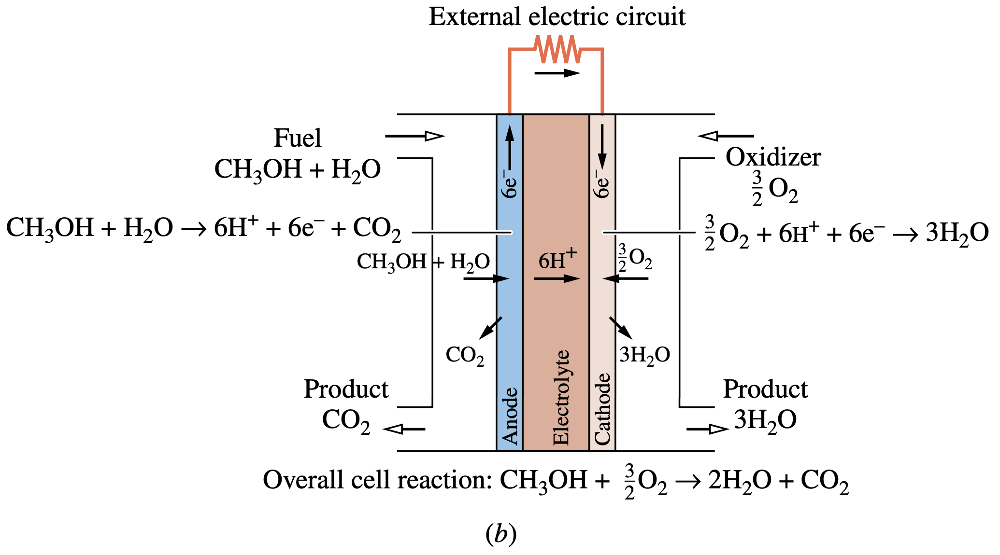 External electric circuit
Fuel
CH₃OH + H₂O
Oxidizer
3/2 O₂
6e⁻
6e⁻
CH₃OH + H₂O → 6H⁺ + 6e⁻ + CO₂
3/2 O₂ + 6H⁺ + 6e⁻ → 3H₂O
CH₃OH + H₂O
6H⁺
3/2 O₂
CO₂
3H₂O
Anode
Electrolyte
Cathode
Product
CO₂
Product
3H₂O
Overall cell reaction: CH₃OH + 3/2 O₂ → 2H₂O + CO₂
(b)